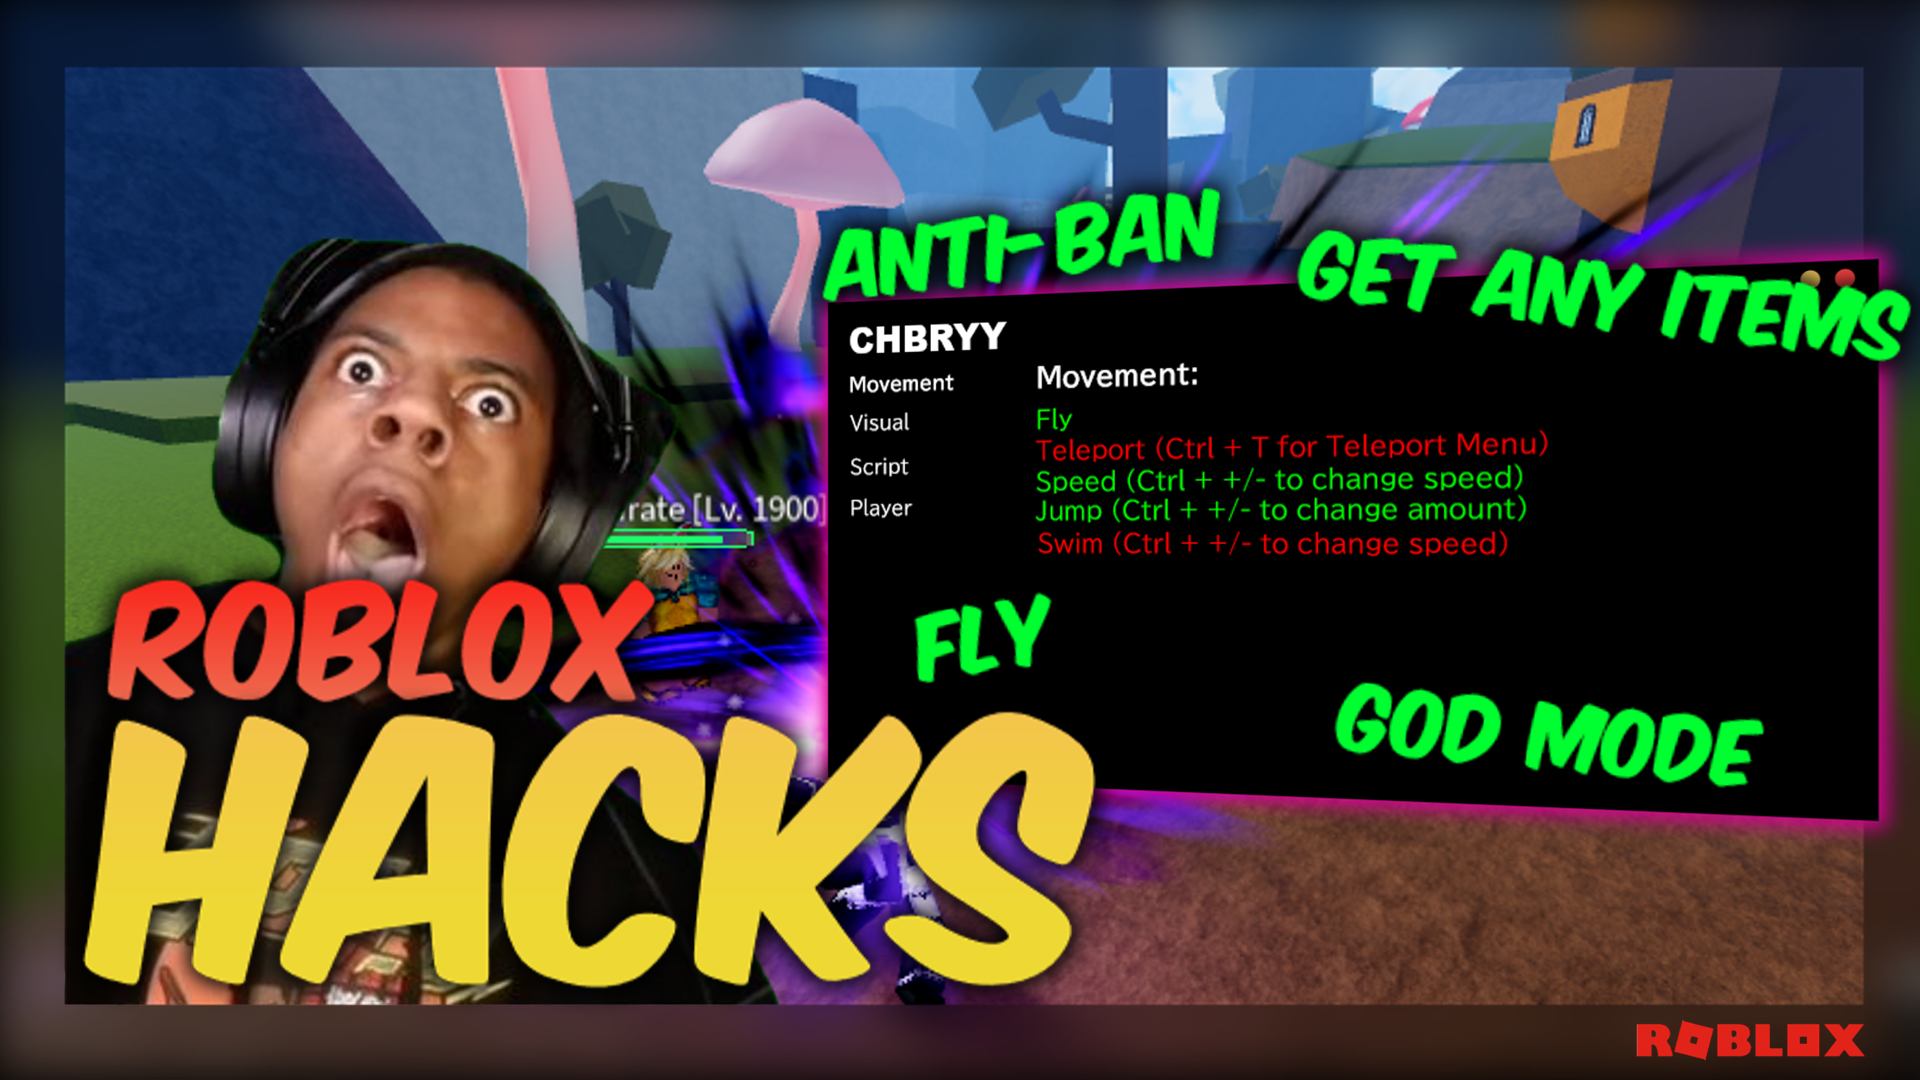 ANTI-BAN
GET ANY ITEMS
CHBRYY
Movement
Visual
Script
Player
Movement:
Fly
Teleport (Ctrl + T for Teleport Menu)
Speed (Ctrl + +/- to change speed)
Jump (Ctrl + +/- to change amount)
Swim (Ctrl + +/- to change speed)
[Lv. 1900]
ROBLOX
HACKS
FLY
GOD MODE
ROBLOX